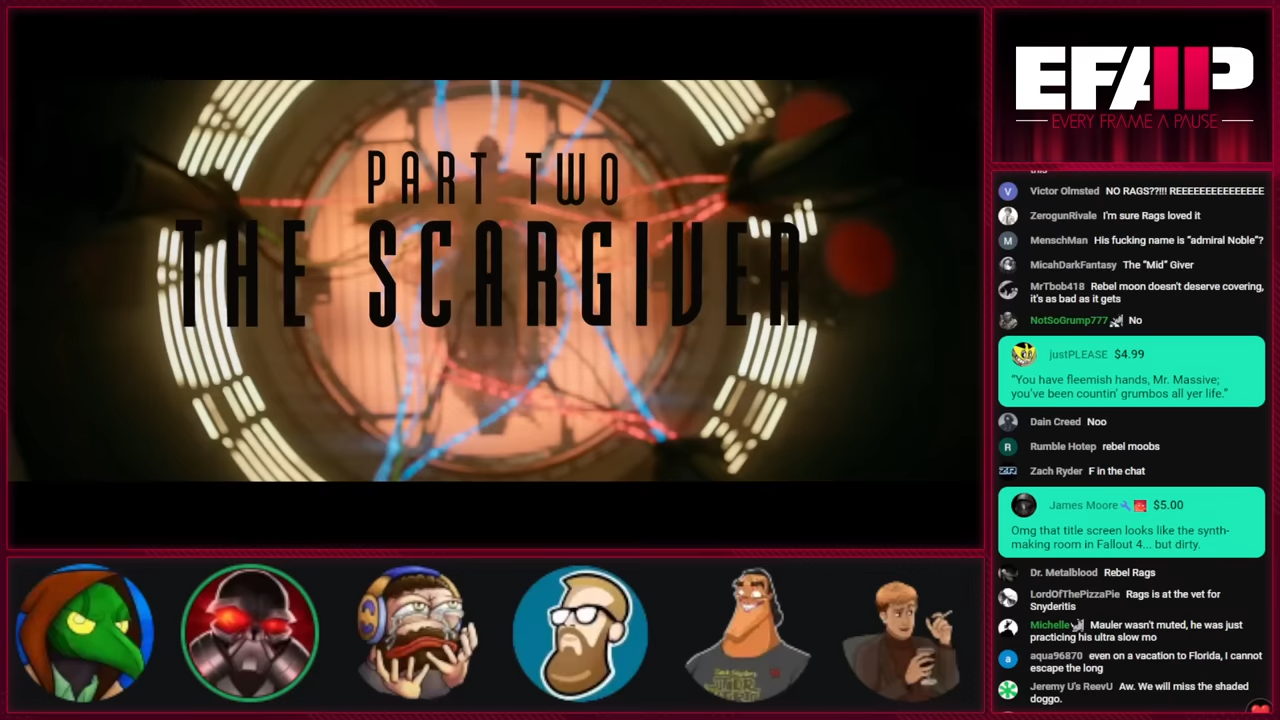 PART TWO
THE SCARGIVER
EFAP
EVERY FRAME A PAUSE
this
Victor Olmsted NO RAGS??!!! REEEEEEEEEEEEEEE
ZerogunRivale I'm sure Rags loved it
MenschMan His fucking name is "admiral Noble"?
MicahDarkFantasy The "Mid" Giver
MrTbob418 Rebel moon doesn't deserve covering,
it's as bad as it gets
NotSoGrump777 No
justPLEASE $4.99
"You have fleemish hands, Mr. Massive;
you've been countin' grumbos all yer life."
Dain Creed Noo
Rumble Hotep rebel moobs
Zach Ryder F in the chat
James Moore $5.00
Omg that title screen looks like the synth-
making room in Fallout 4... but dirty.
Dr. Metalblood Rebel Rags
LordOfThePizzaPie Rags is at the vet for
Snyderitis
Michelle Mauler wasn't muted, he was just
practicing his ultra slow mo
aqua96870 even on a vacation to Florida, I cannot
escape the long
Jeremy U's ReevU Aw. We will miss the shaded
doggo.